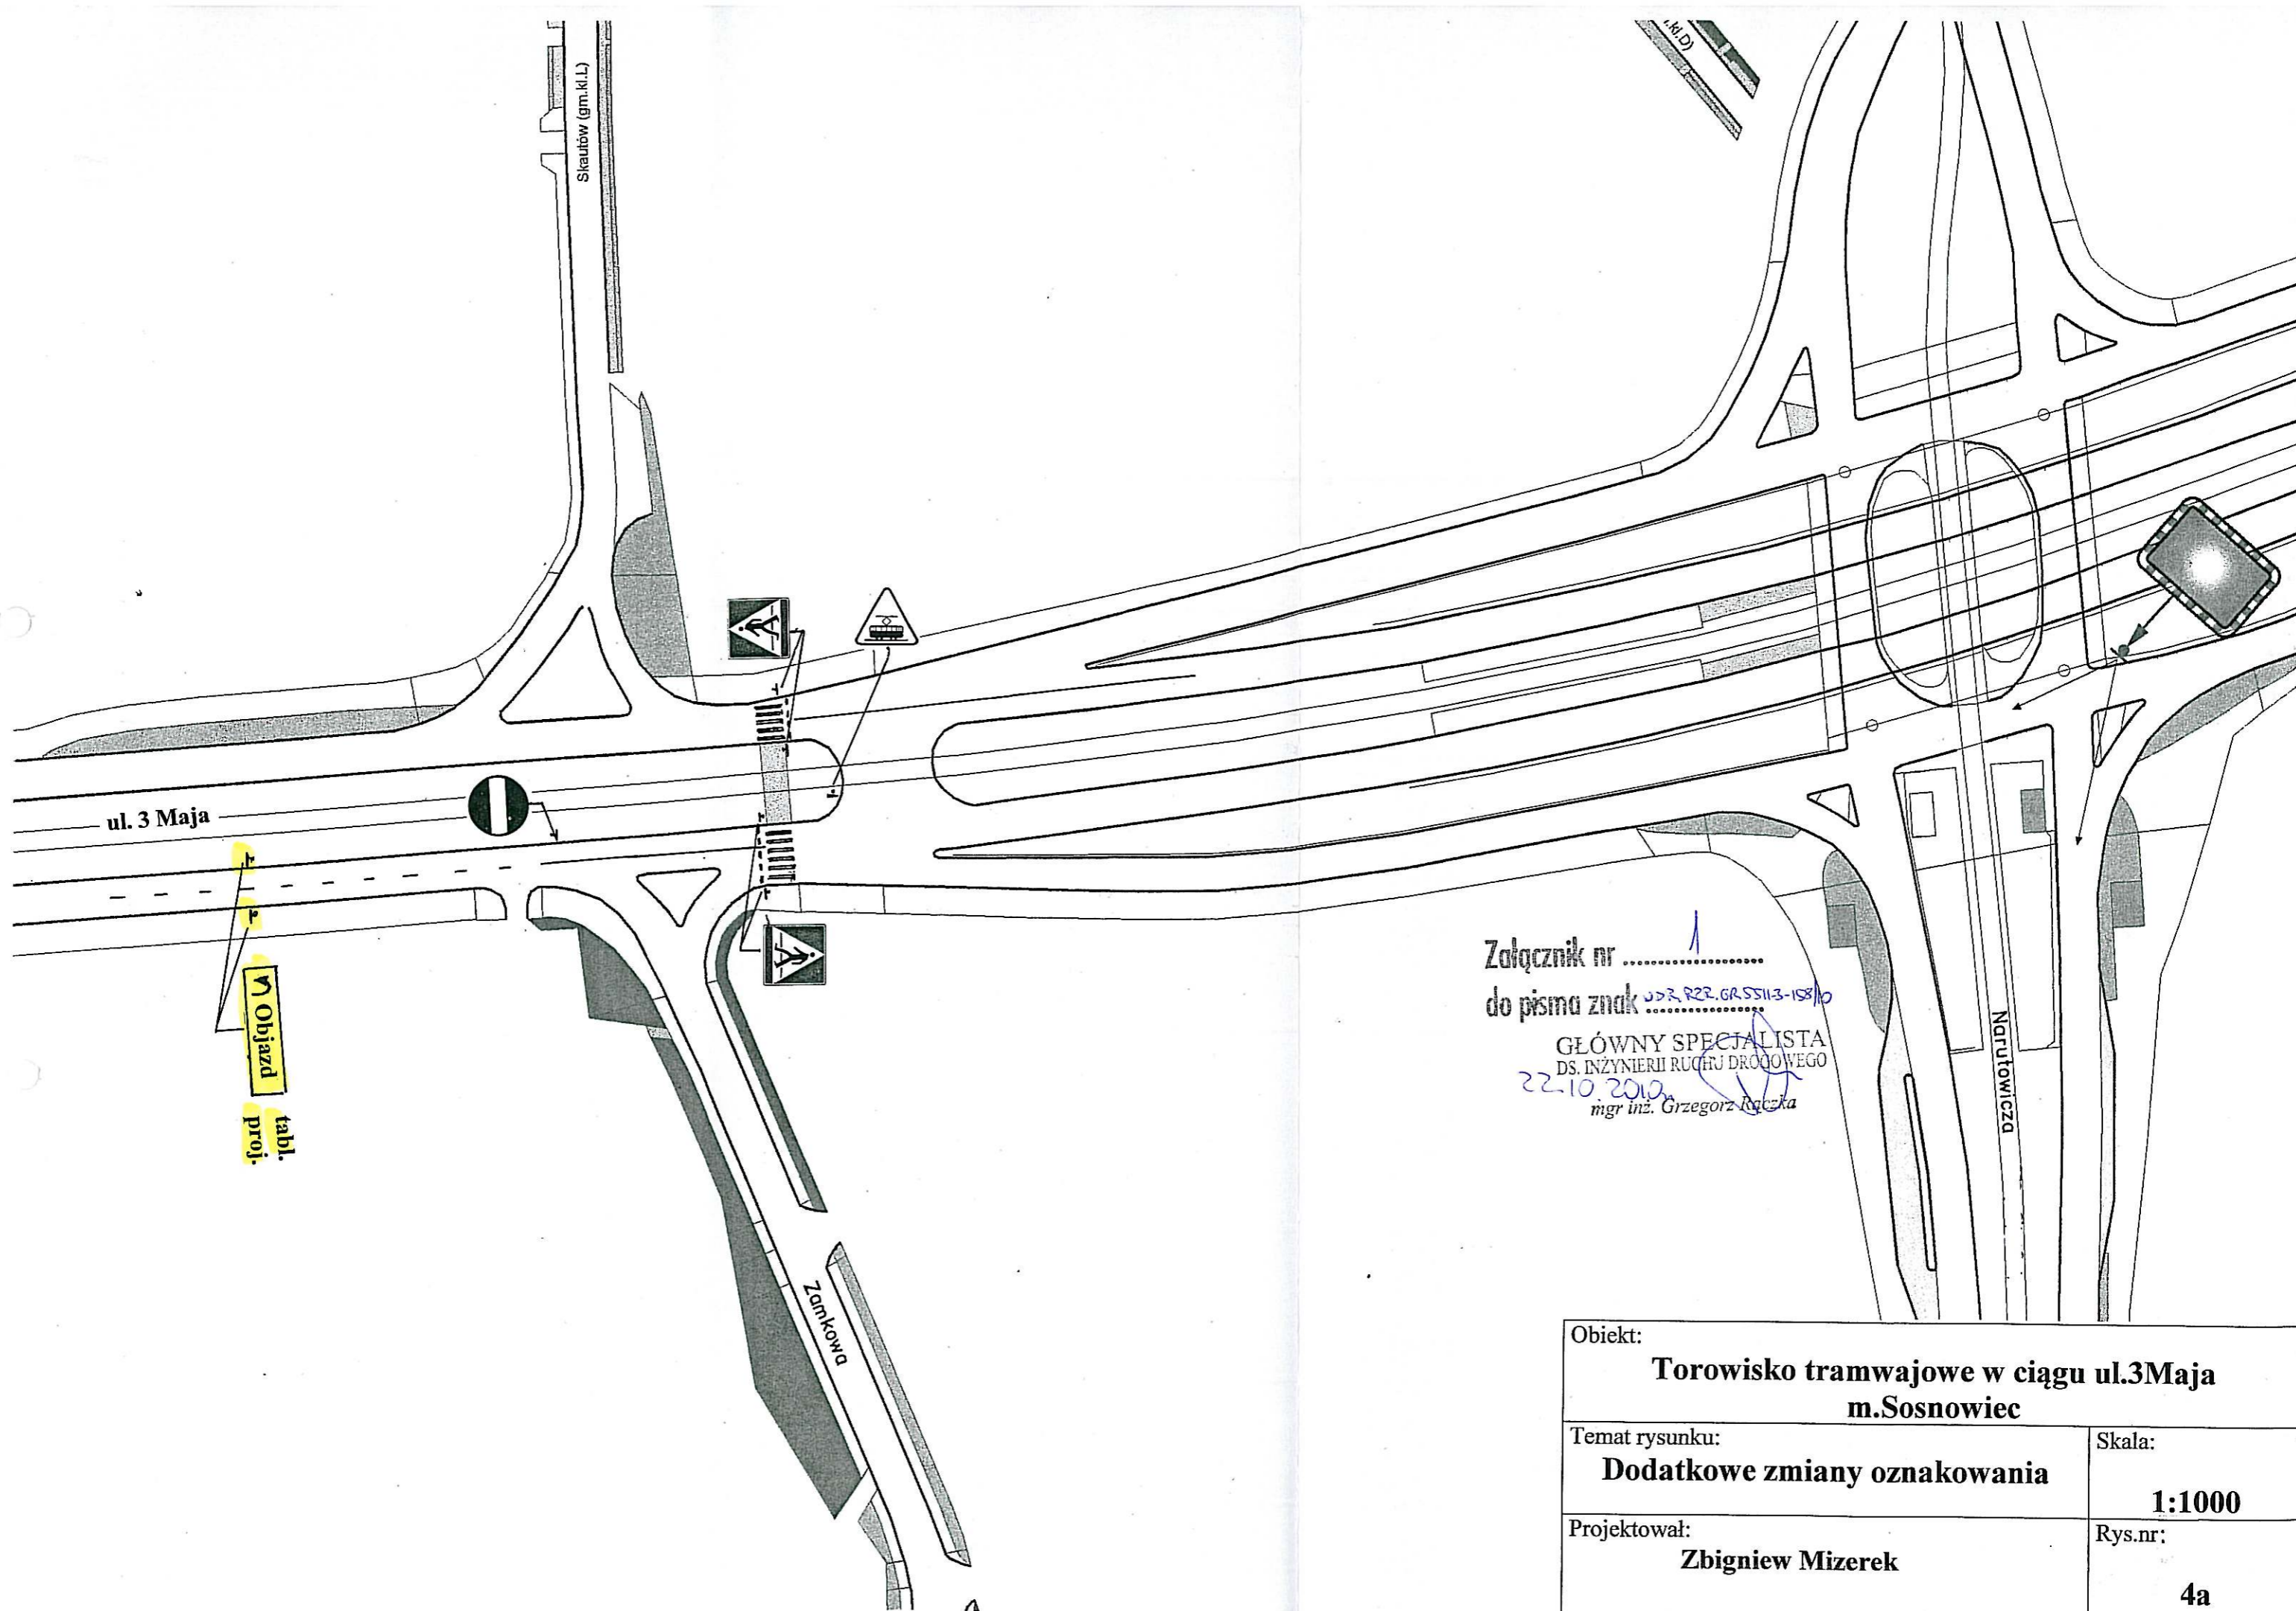 Skautów (gm.kl.L)
.kl.D)
ul. 3 Maja
Objazd
tabl.
proj.
Zamkowa
Narutowicza
Załącznik nr 1
do pisma znak
GŁÓWNY SPECJALISTA
DS. INŻYNIERII RUCHU DROGOWEGO
22.10.2010r.
mgr inż. Grzegorz Rączka
Obiekt:
Torowisko tramwajowe w ciągu ul.3Maja
m.Sosnowiec
Temat rysunku:
Dodatkowe zmiany oznakowania
Skala:
1:1000
Projektował:
Zbigniew Mizerek
Rys.nr:
4a